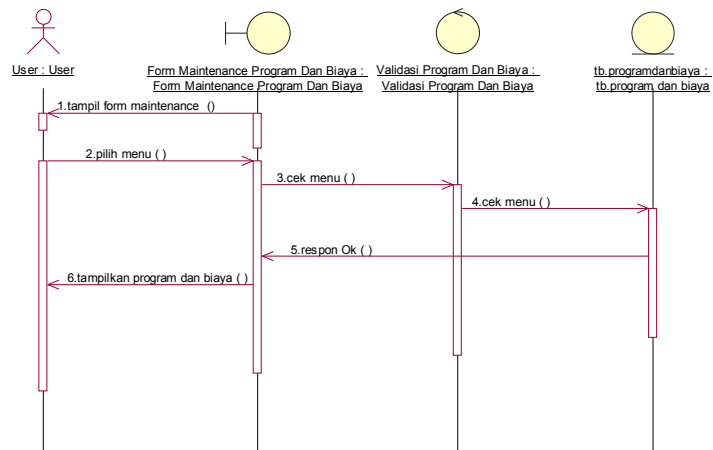 User : User
Form Maintenance Program Dan Biaya :
Form Maintenance Program Dan Biaya
Validasi Program Dan Biaya :
Validasi Program Dan Biaya
tb.programdanbiaya :
tb.program dan biaya
1.tampil form maintenance ()
2.pilih menu ( )
3.cek menu ( )
4.cek menu ( )
5.respon Ok ( )
6.tampilkan program dan biaya ( )